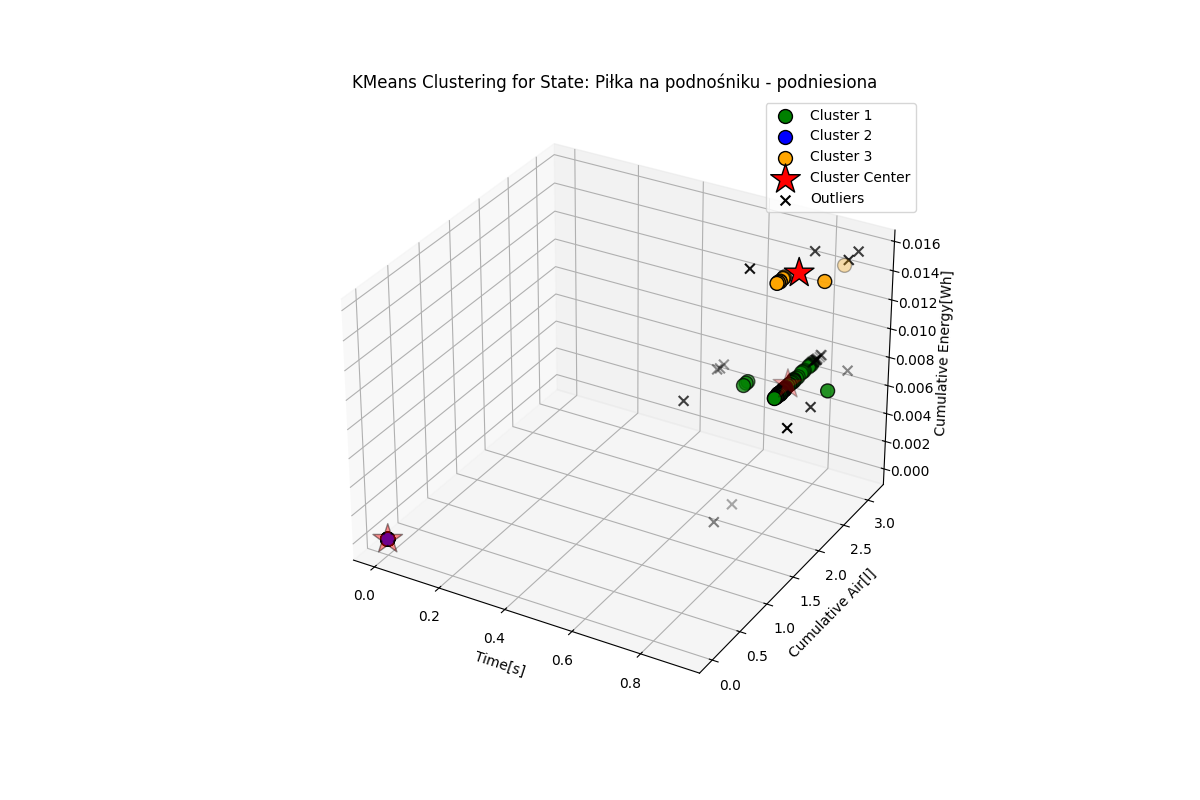 KMeans Clustering for State: Piłka na podnośniku - podniesiona
Cluster 1
Cluster 2
Cluster 3
Cluster Center
Outliers
0.016
0.014
0.012
0.010
0.008
0.006
0.004
0.002
0.000
Cumulative Energy[Wh]
3.0
2.5
2.0
1.5
1.0
0.5
0.0
Cumulative Air[l]
0.0
0.2
0.4
0.6
0.8
Time[s]